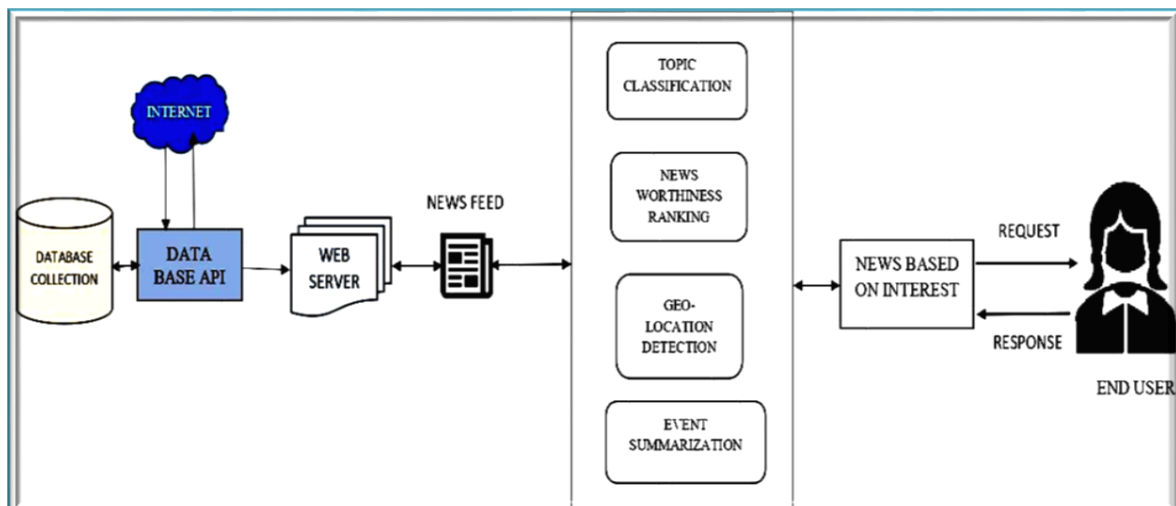 INTERNET
DATABASE
COLLECTION
DATA
BASE API
WEB
SERVER
NEWS FEED
TOPIC
CLASSIFICATION
NEWS
WORTHINESS
RANKING
GEO-
LOCATION
DETECTION
EVENT
SUMMARIZATION
NEWS BASED
ON INTEREST
REQUEST
RESPONSE
END USER